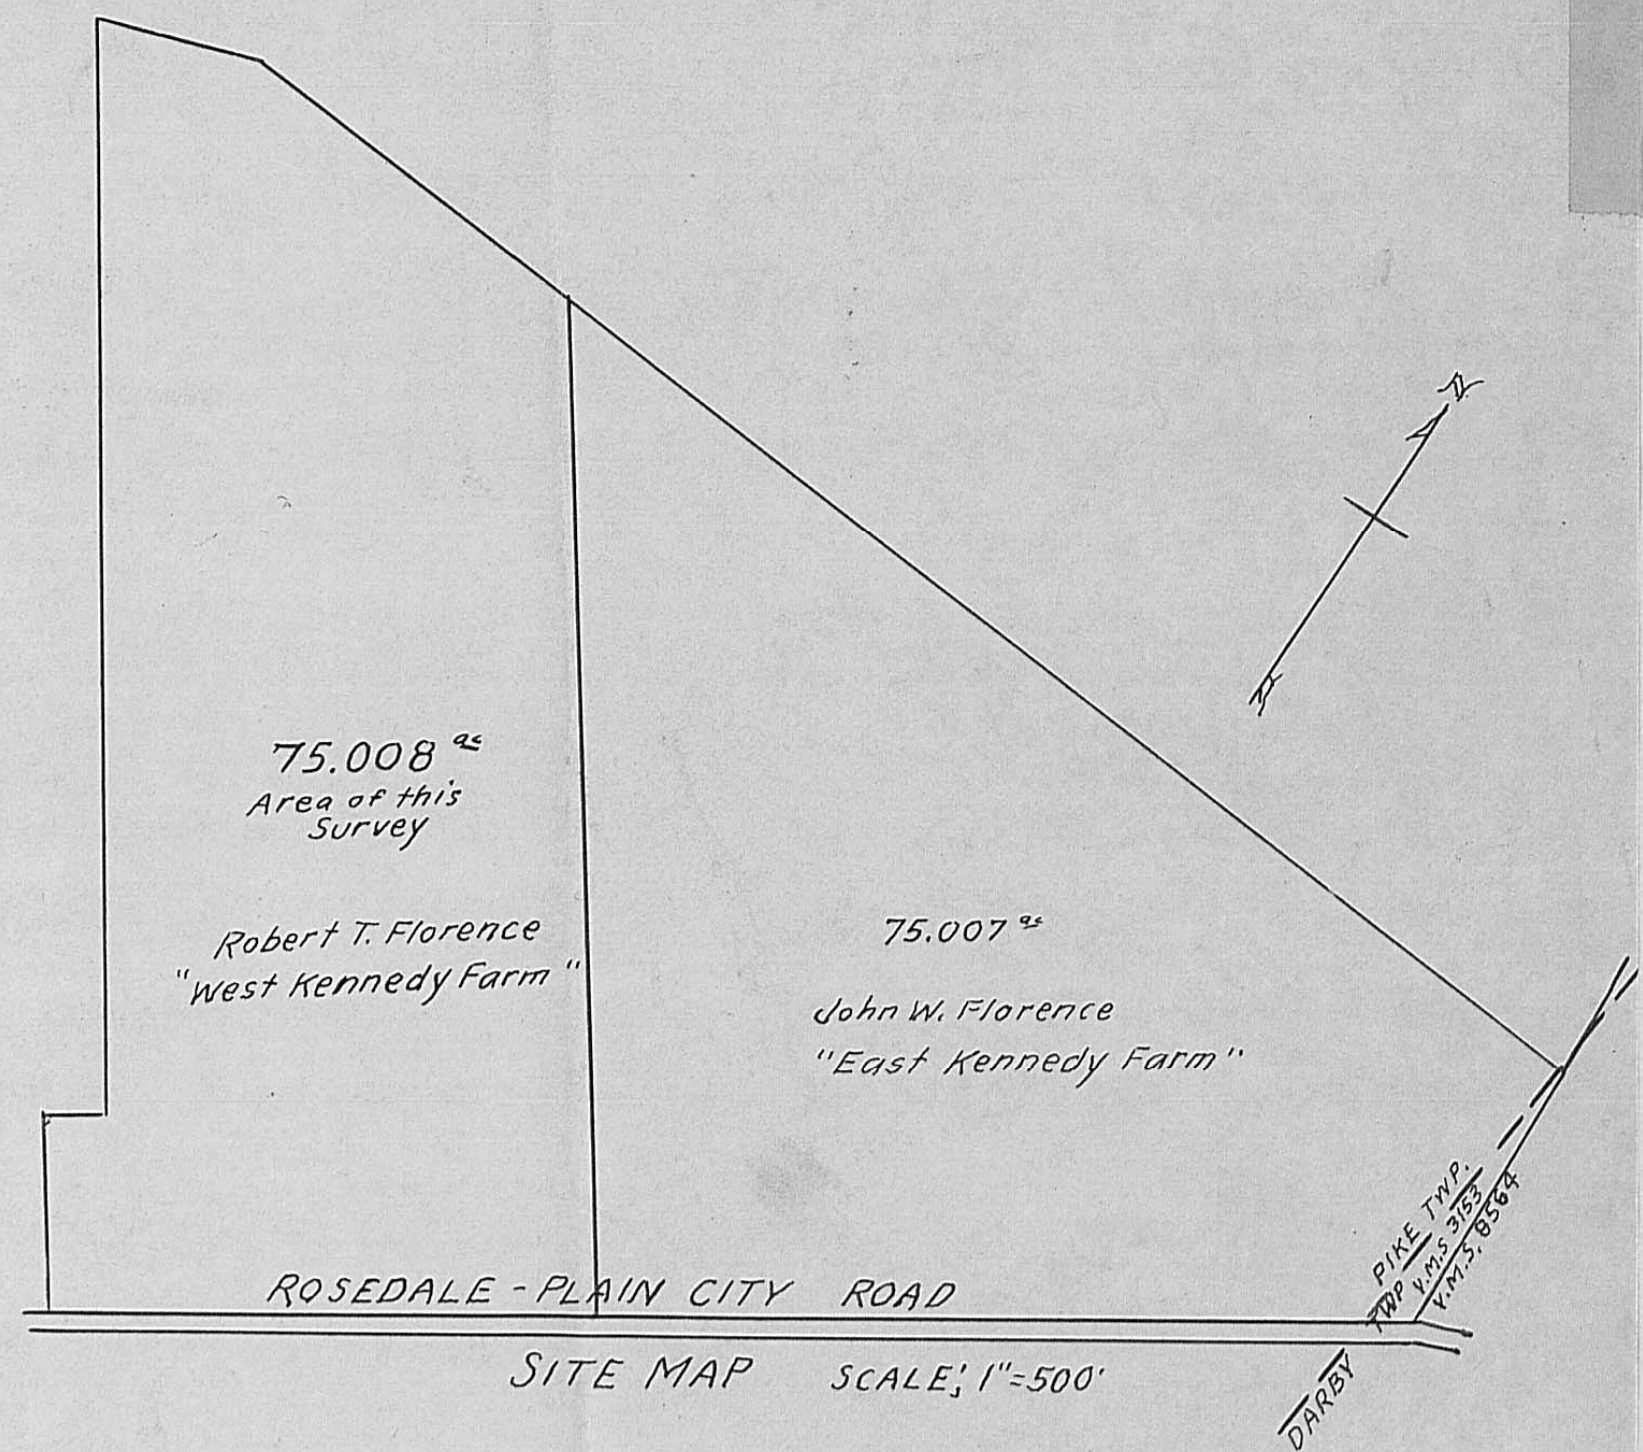 N
75.008 ac
Area of this
Survey
Robert T. Florence
"West Kennedy Farm"
75.007 ac
John W. Florence
"East Kennedy Farm"
PIKE TWP.
DARBY TWP
V.M.S 3153
V.M.S. 8564
ROSEDALE - PLAIN CITY ROAD
SITE MAP SCALE; 1"=500'